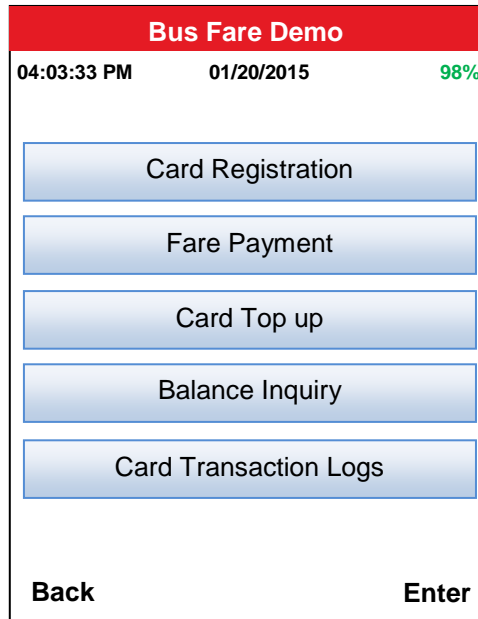 Bus Fare Demo
04:03:33 PM 01/20/2015 98%
Card Registration
Fare Payment
Card Top up
Balance Inquiry
Card Transaction Logs
Back Enter